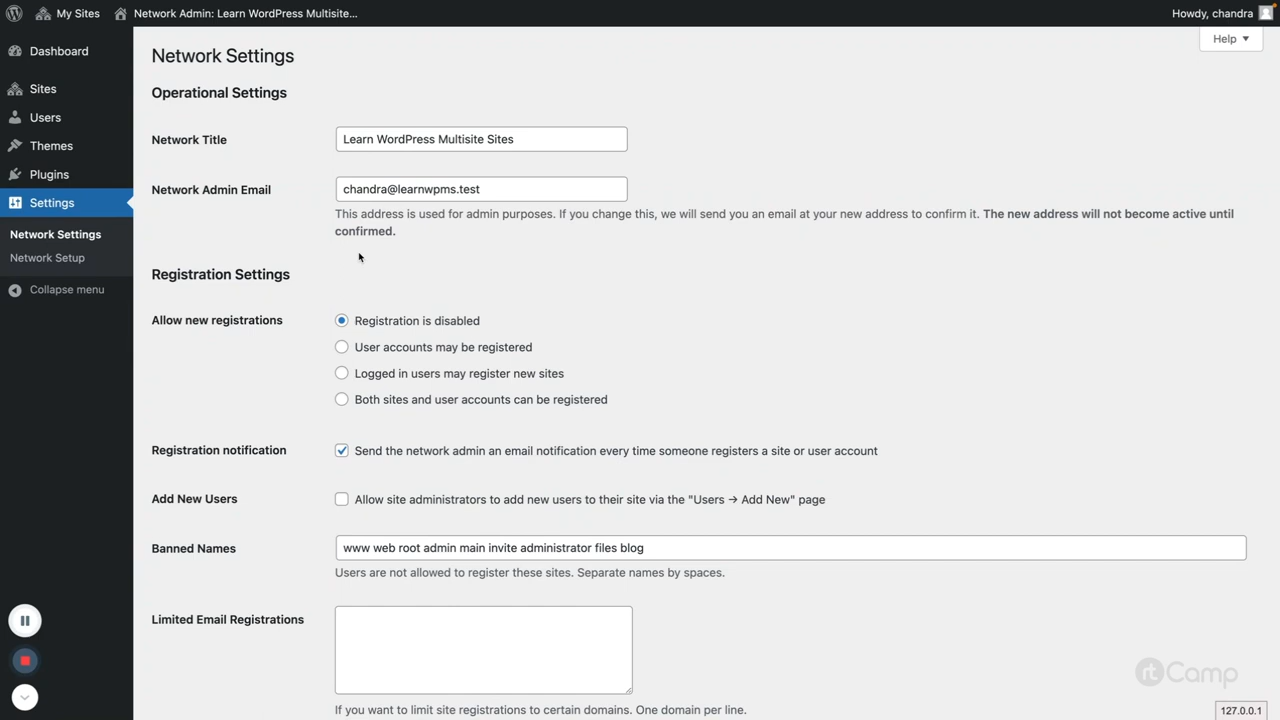 My Sites
Network Admin: Learn WordPress Multisite...
Howdy, chandra
Help
Dashboard
Sites
Users
Themes
Plugins
Settings
Network Settings
Network Setup
Collapse menu
Network Settings
Operational Settings
Network Title
Learn WordPress Multisite Sites
Network Admin Email
chandra@learnwpms.test
This address is used for admin purposes. If you change this, we will send you an email at your new address to confirm it. The new address will not become active until
confirmed.
Registration Settings
Allow new registrations
Registration is disabled
User accounts may be registered
Logged in users may register new sites
Both sites and user accounts can be registered
Registration notification
Send the network admin an email notification every time someone registers a site or user account
Add New Users
Allow site administrators to add new users to their site via the "Users → Add New" page
Banned Names
www web root admin main invite administrator files blog
Users are not allowed to register these sites. Separate names by spaces.
Limited Email Registrations
If you want to limit site registrations to certain domains. One domain per line.
rtCamp
127.0.0.1